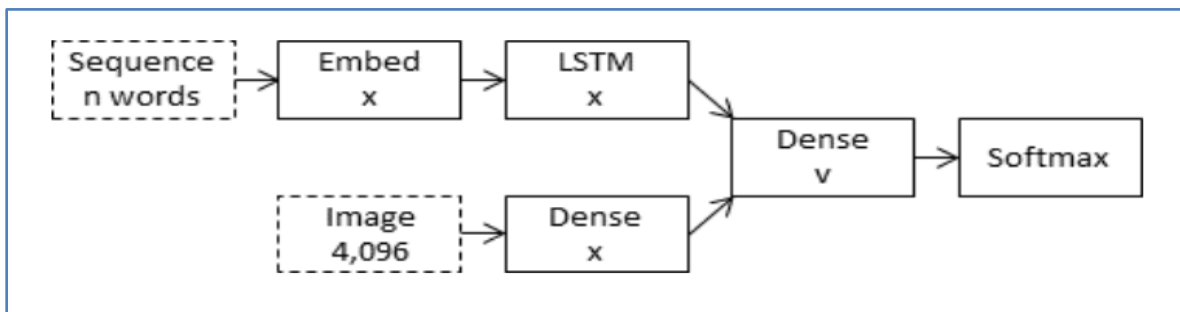 Sequence
n words
Embed
x
LSTM
x
Dense
v
Softmax
Image
4,096
Dense
x